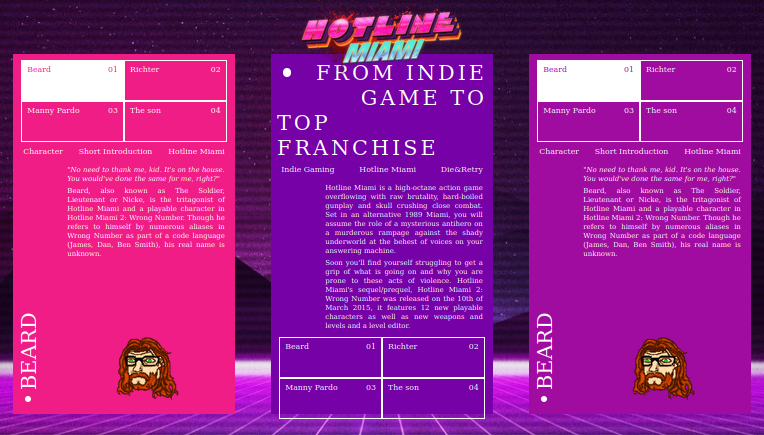 HOTLINE
MIAMI
Beard 01 Richter 02
Manny Pardo 03 The son 04
Character Short Introduction Hotline Miami
"No need to thank me, kid. It's on the house.
You would've done the same for me, right?"
Beard, also known as The Soldier,
Lieutenant or Nicke, is the tritagonist of
Hotline Miami and a playable character in
Hotline Miami 2: Wrong Number. Though he
refers to himself by numerous aliases in
Wrong Number as part of a code language
(James, Dan, Ben Smith), his real name is
unknown.
• BEARD
• FROM INDIE
GAME TO
TOP
FRANCHISE
Indie Gaming Hotline Miami Die&Retry
Hotline Miami is a high-octane action game
overflowing with raw brutality, hard-boiled
gunplay and skull crushing close combat.
Set in an alternative 1989 Miami, you will
assume the role of a mysterious antihero on
a murderous rampage against the shady
underworld at the behest of voices on your
answering machine.
Soon you'll find yourself struggling to get a
grip of what is going on and why you are
prone to these acts of violence. Hotline
Miami's sequel/prequel, Hotline Miami 2:
Wrong Number was released on the 10th of
March 2015, it features 12 new playable
characters as well as new weapons and
levels and a level editor.
Beard 01 Richter 02
Manny Pardo 03 The son 04
Beard 01 Richter 02
Manny Pardo 03 The son 04
Character Short Introduction Hotline Miami
"No need to thank me, kid. It's on the house.
You would've done the same for me, right?"
Beard, also known as The Soldier,
Lieutenant or Nicke, is the tritagonist of
Hotline Miami and a playable character in
Hotline Miami 2: Wrong Number. Though he
refers to himself by numerous aliases in
Wrong Number as part of a code language
(James, Dan, Ben Smith), his real name is
unknown.
• BEARD